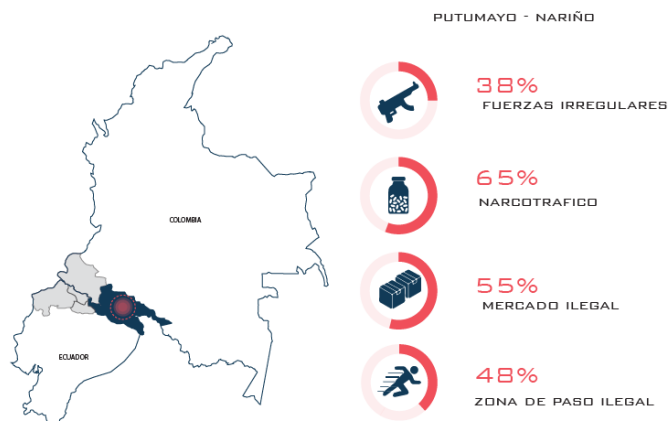 PUTUMAYO - NARIÑO
38%
FUERZAS IRREGULARES
65%
NARCOTRAFICO
COLOMBIA
55%
MERCADO ILEGAL
ECUADOR
48%
ZONA DE PASO ILEGAL